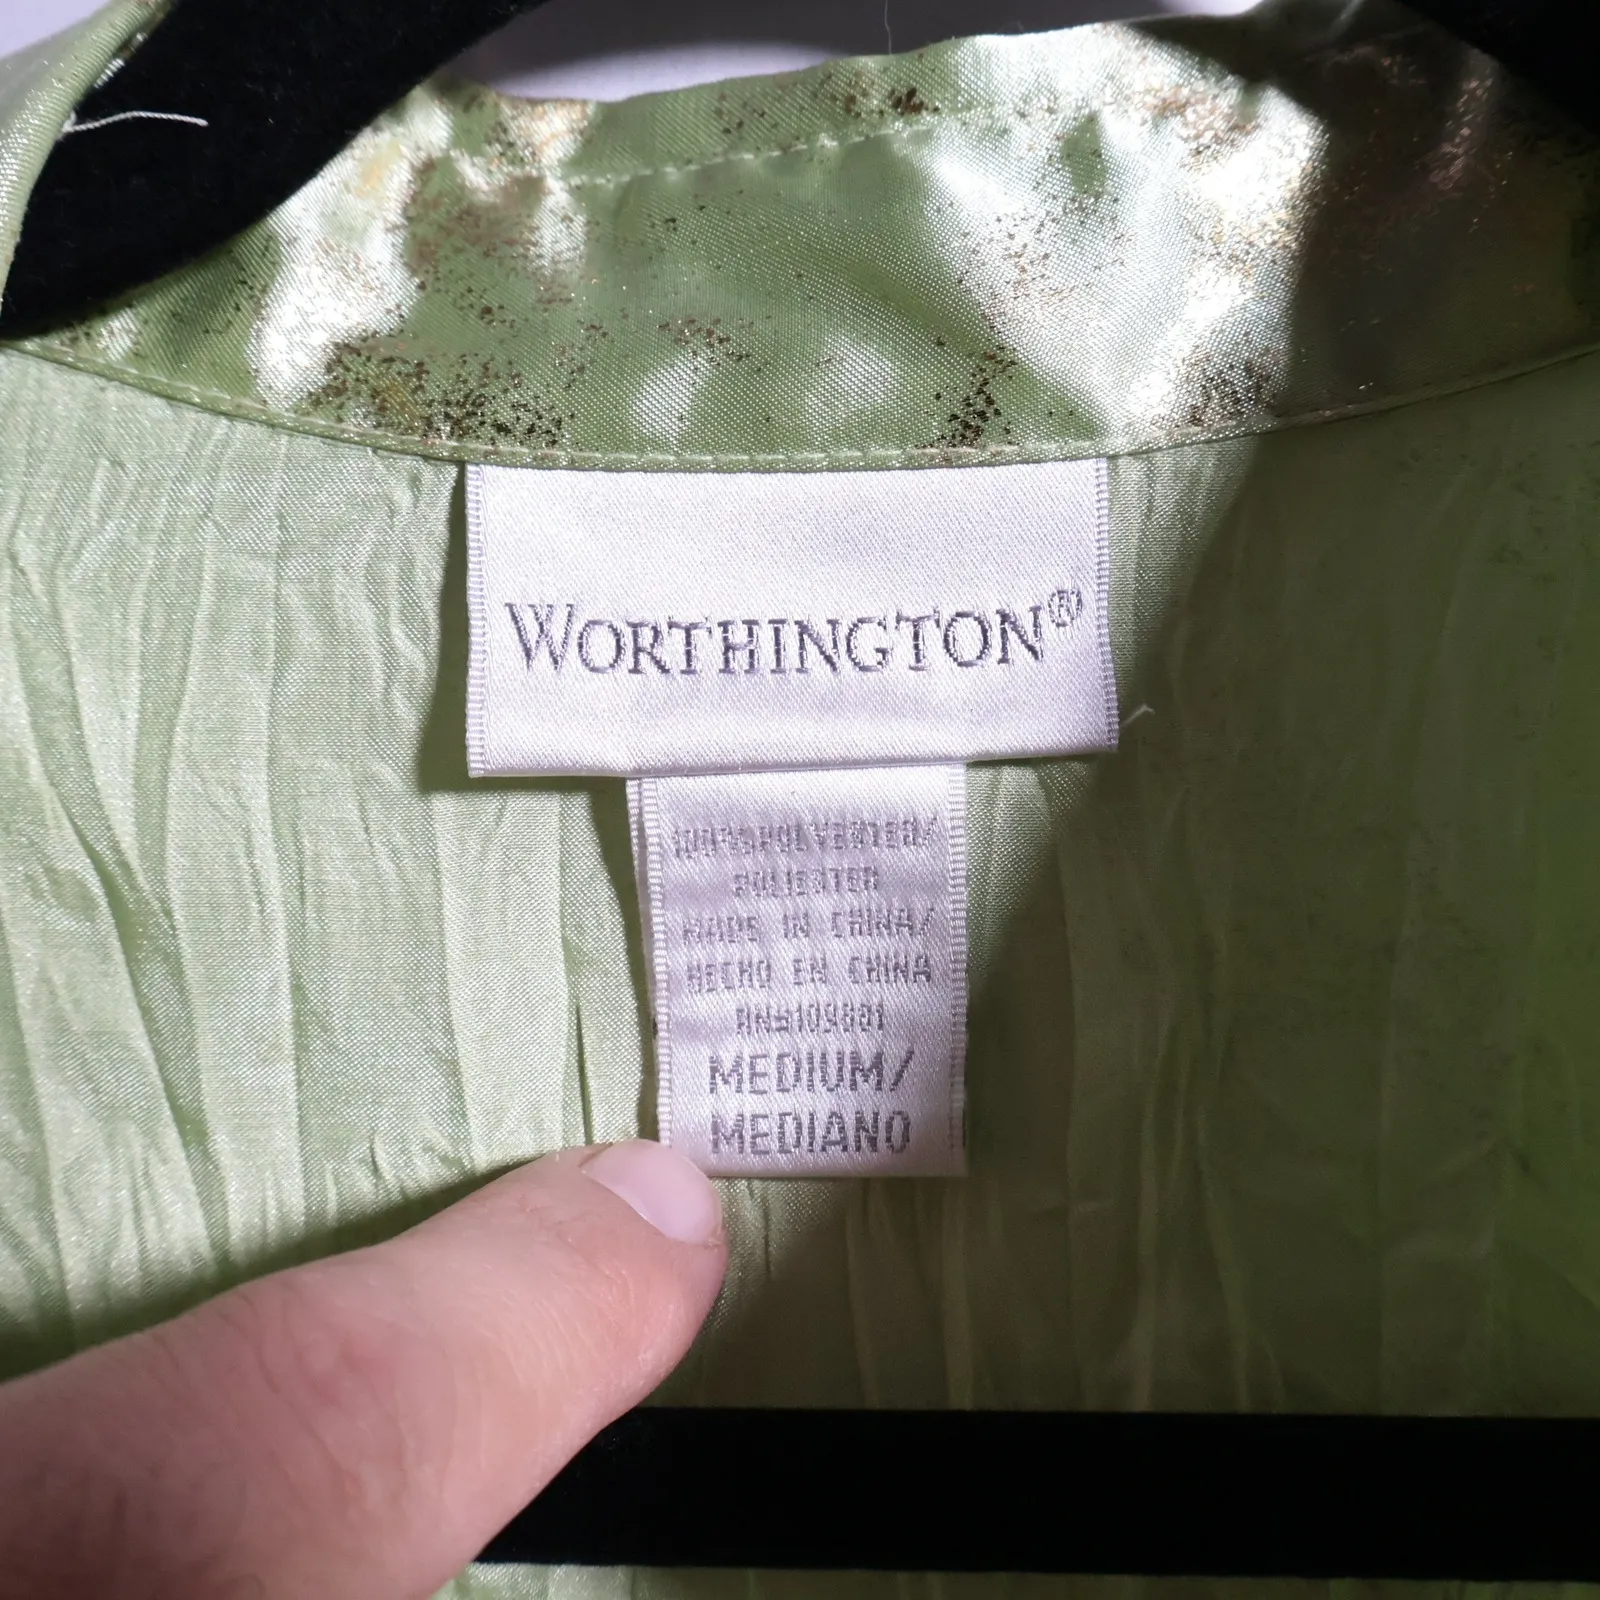 WORTHINGTON®
100% POLYESTER/
POLIESTER
MADE IN CHINA/
HECHO EN CHINA
MEDIUM/
MEDIANO